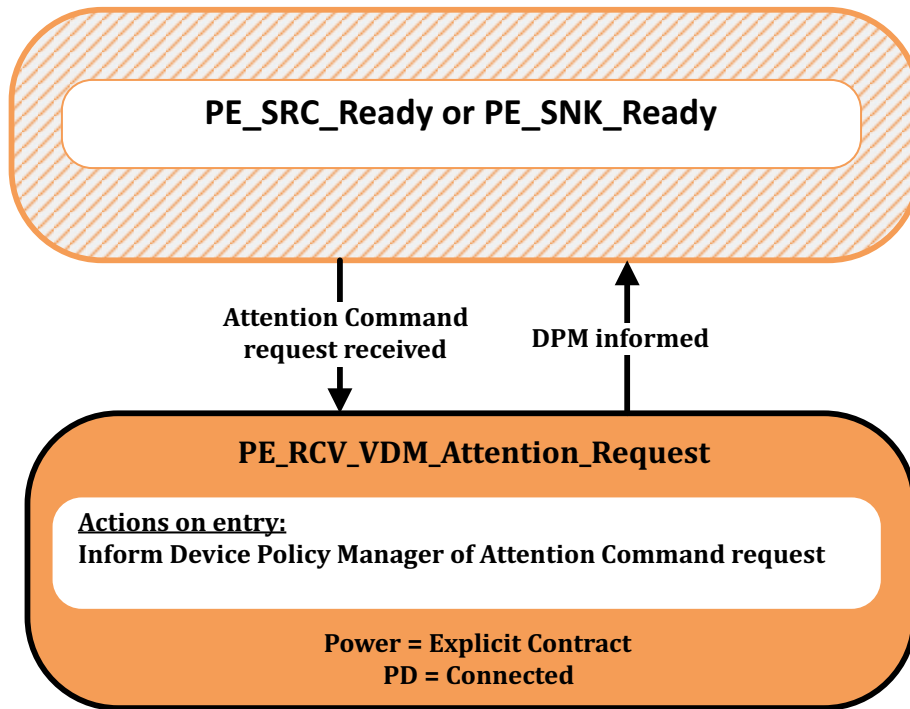 PE_SRC_Ready or PE_SNK_Ready
Attention Command
request received
DPM informed
PE_RCV_VDM_Attention_Request
Actions on entry:
Inform Device Policy Manager of Attention Command request
Power = Explicit Contract
PD = Connected